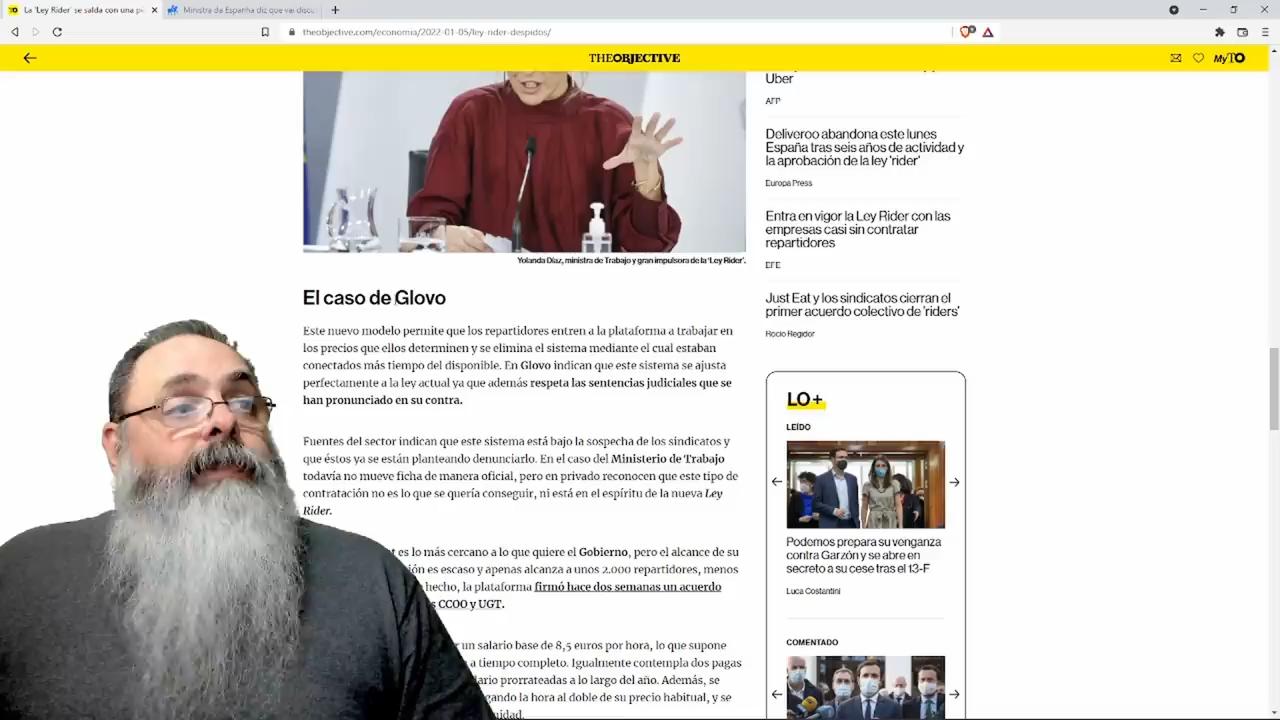 La 'Ley Rider' se salda con una pé
Ministra da Espanha diz que vai discu
theobjective.com/economia/2022-01-05/ley-rider-despidos/
THEOBJECTIVE
MyTO
Yolanda Díaz, ministra de Trabajo y gran impulsora de la 'Ley Rider'.
El caso de Glovo
Este nuevo modelo permite que los repartidores entren a la plataforma a trabajar en
los precios que ellos determinen y se elimina el sistema mediante el cual estaban
conectados más tiempo del disponible. En Glovo indican que este sistema se ajusta
perfectamente a la ley actual ya que además respeta las sentencias judiciales que se
han pronunciado en su contra.
Fuentes del sector indican que este sistema está bajo la sospecha de los sindicatos y
que éstos ya se están planteando denunciarlo. En el caso del Ministerio de Trabajo
todavía no mueve ficha de manera oficial, pero en privado reconocen que este tipo de
contratación no es lo que se quería conseguir, ni está en el espíritu de la nueva Ley
Rider.
es lo más cercano a lo que quiere el Gobierno, pero el alcance de su
es escaso y apenas alcanza a unos 2.000 repartidores, menos
hecho, la plataforma firmó hace dos semanas un acuerdo
CCOO y UGT.
un salario base de 8,5 euros por hora, lo que supone
a tiempo completo. Igualmente contempla dos pagas
prorrateadas a lo largo del año. Además, se
la hora al doble de su precio habitual, y se
Uber
AFP
Deliveroo abandona este lunes
España tras seis años de actividad y
la aprobación de la ley 'rider'
Europa Press
Entra en vigor la Ley Rider con las
empresas casi sin contratar
repartidores
EFE
Just Eat y los sindicatos cierran el
primer acuerdo colectivo de 'riders'
Rocío Regidor
LO+
LEÍDO
Podemos prepara su venganza
contra Garzón y se abre en
secreto a su cese tras el 13-F
Luca Costantini
COMENTADO